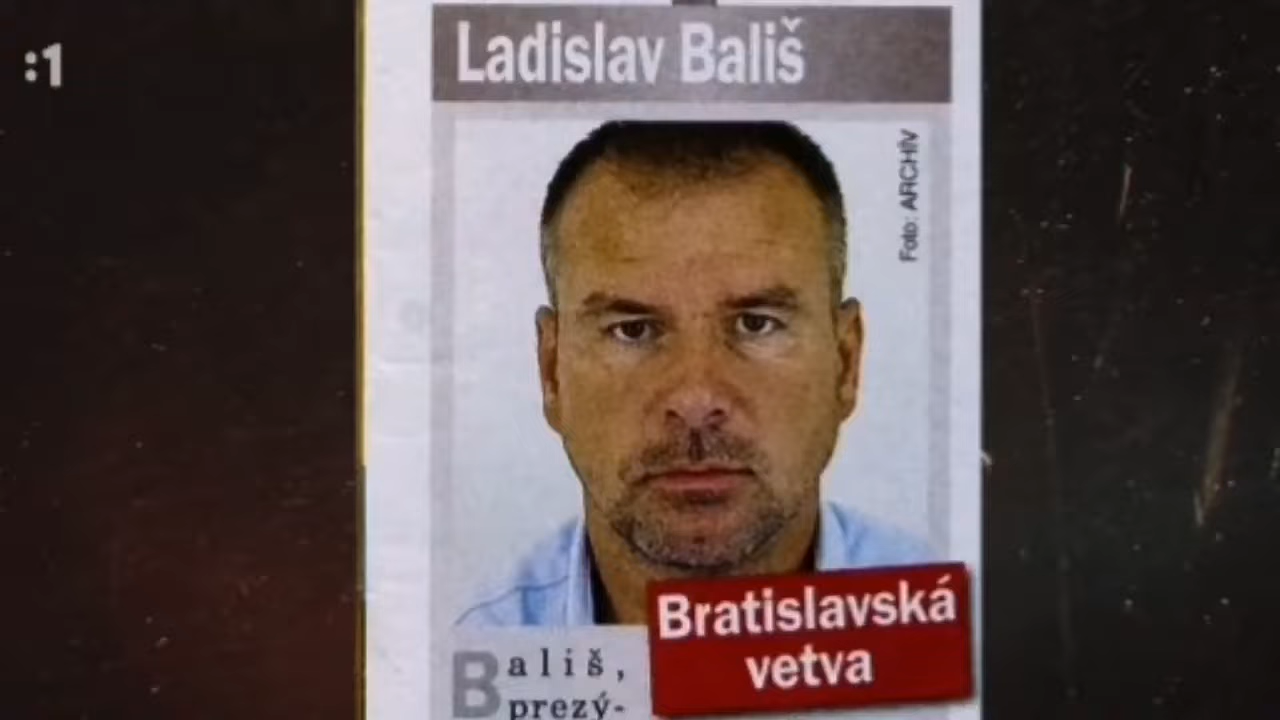 :1
Ladislav Bališ
Foto: ARCHÍV
Bratislavská
vetva
Bališ,
prezý-